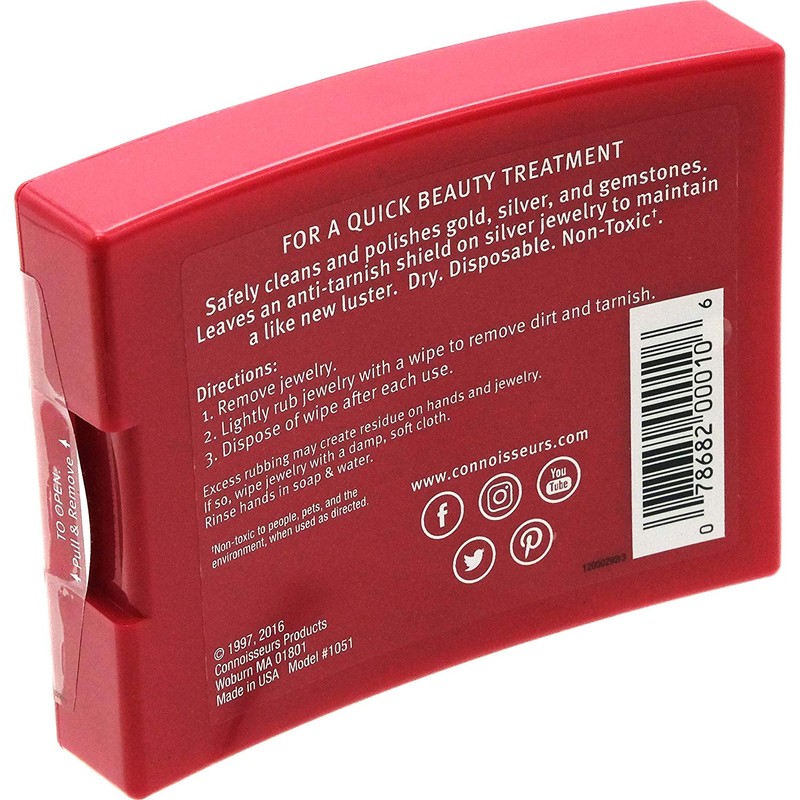 FOR A QUICK BEAUTY TREATMENT
Safely cleans and polishes gold, silver, and gemstones.
Leaves an anti-tarnish shield on silver jewelry to maintain
a like new luster. Dry. Disposable. Non-Toxic†.
Directions:
1. Remove jewelry.
2. Lightly rub jewelry with a wipe to remove dirt and tarnish.
3. Dispose of wipe after each use.
Excess rubbing may create residue on hands and jewelry.
If so, wipe jewelry with a damp, soft cloth.
Rinse hands in soap & water.
†Non-toxic to people, pets, and the
environment, when used as directed.
www.connoisseurs.com
You
Tube
© 1997, 2016
Connoisseurs Products
Woburn MA 01801
Made in USA Model #1051
0 78682 00010 6
TO OPEN:
Pull & Remove